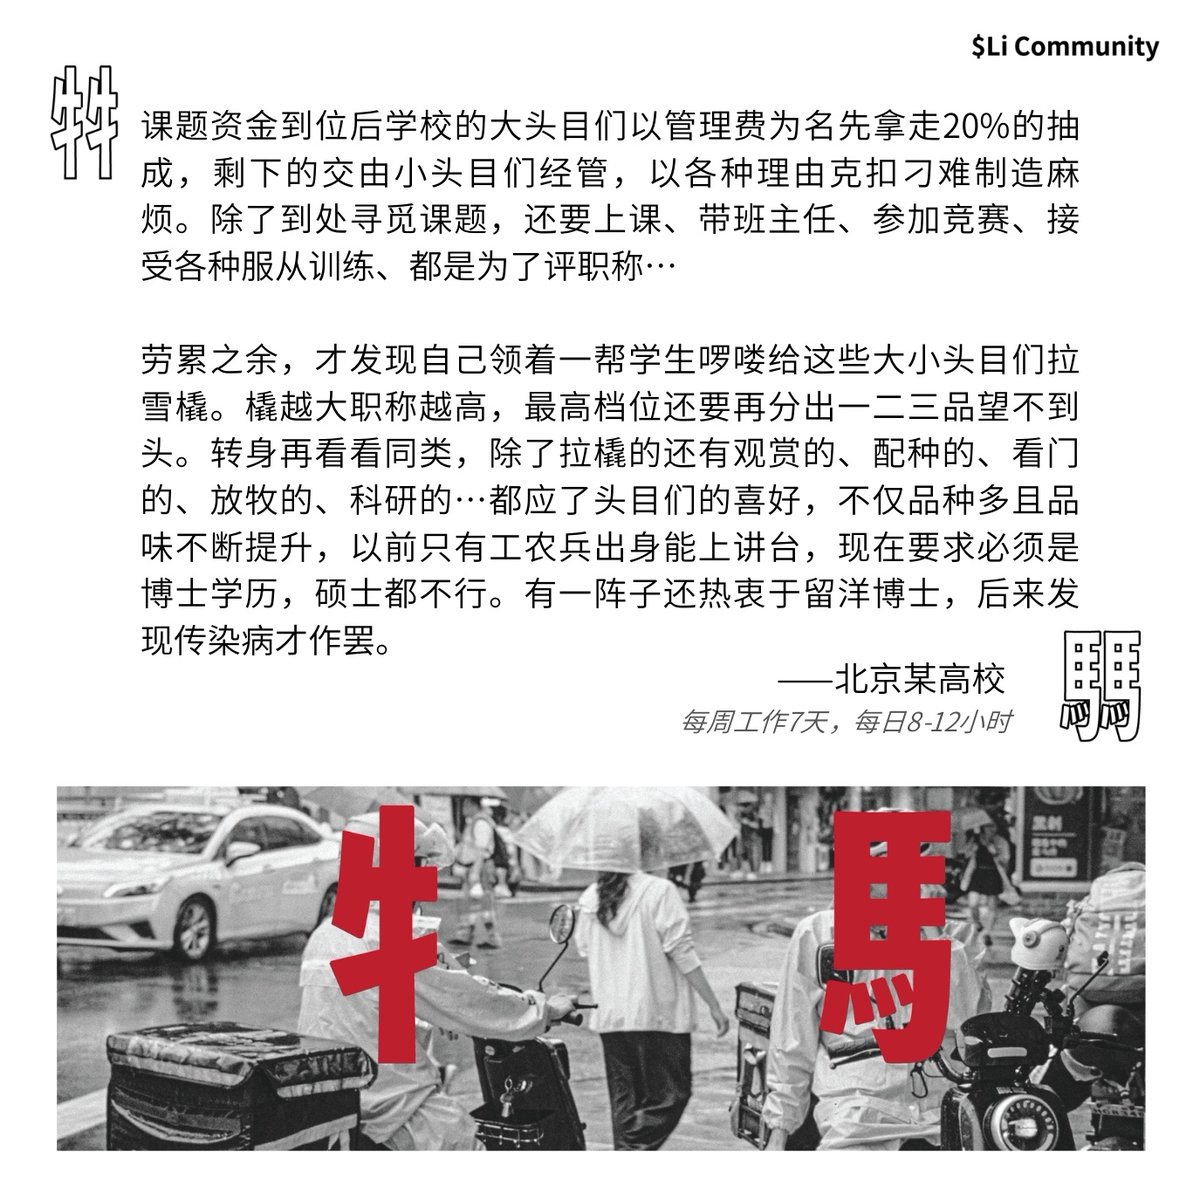 $Li Community
牛牛
课题资金到位后学校的大头目们以管理费为名先拿走20%的抽
成，剩下的交由小头目们经管，以各种理由克扣刁难制造麻
烦。除了到处寻觅课题，还要上课、带班主任、参加竞赛、接
受各种服从训练、都是为了评职称…
劳累之余，才发现自己领着一帮学生啰喽给这些大小头目们拉
雪橇。橇越大职称越高，最高档位还要再分出一二三品望不到
头。转身再看看同类，除了拉橇的还有观赏的、配种的、看门
的、放牧的、科研的…都应了头目们的喜好，不仅品种多且品
味不断提升，以前只有工农兵出身能上讲台，现在要求必须是
博士学历，硕士都不行。有一阵子还热衷于留洋博士，后来发
现传染病才作罢。
——北京某高校
每周工作7天，每日8-12小时
馬馬
牛 馬